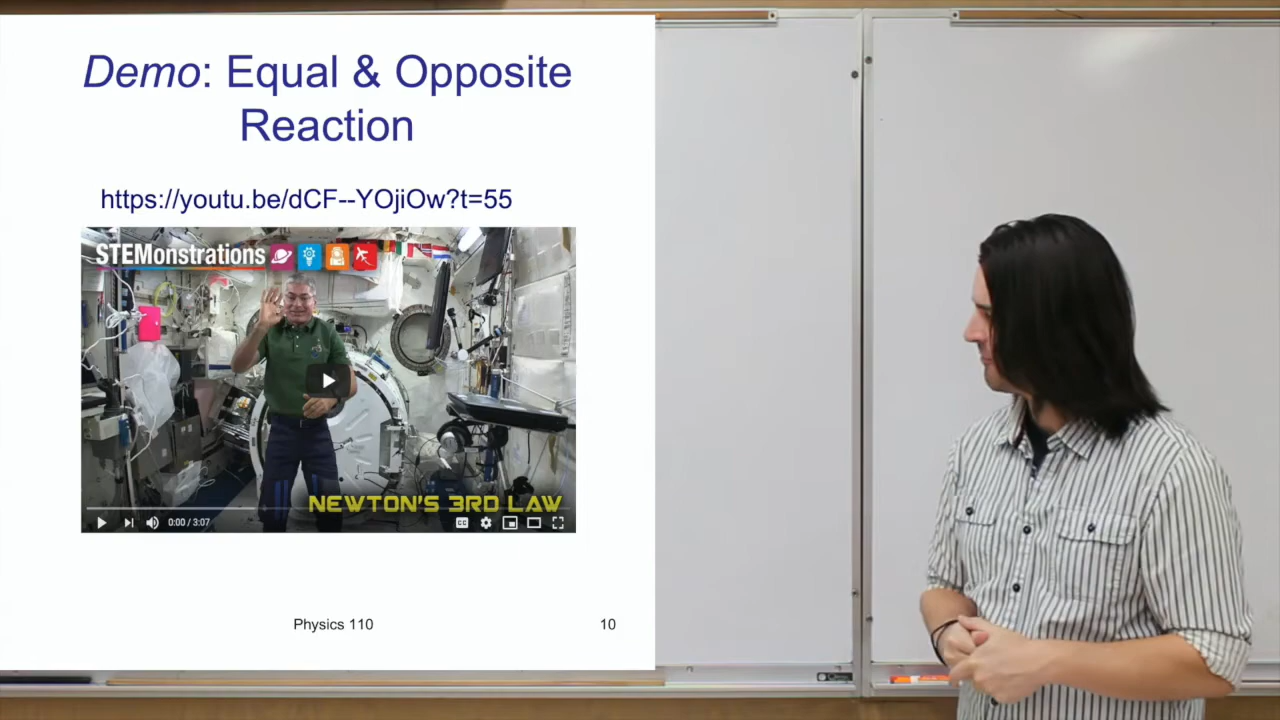 Demo: Equal & Opposite
Reaction
https://youtu.be/dCF--YOjiOw?t=55
STEMonstrations
NEWTON'S 3RD LAW
0:00 / 3:07
CC
Physics 110
10